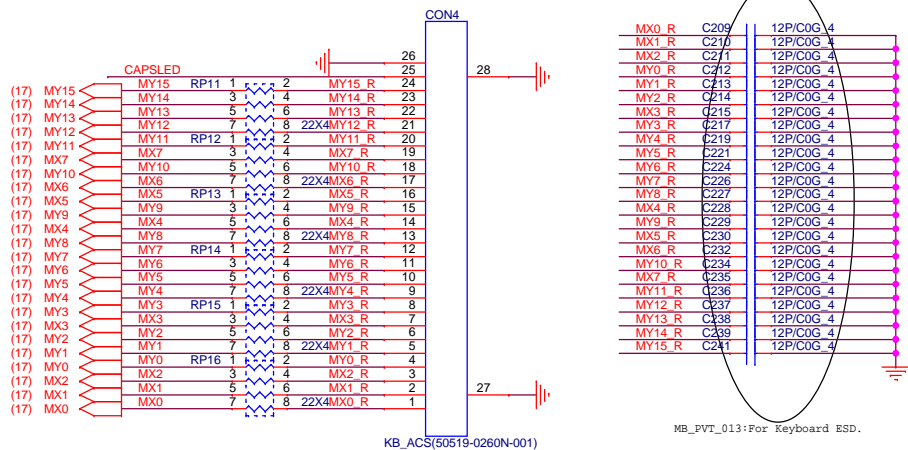 CON4
26
CAPSLED 25
28
(17) MY15 MY15 RP11 1 2 MY15_R 24
(17) MY14 MY14 3 4 MY14_R 23
(17) MY13 MY13 5 6 MY13_R 22
(17) MY12 MY12 7 8 22X4 MY12_R 21
(17) MY11 MY11 RP12 1 2 MY11_R 20
(17) MX7 MX7 3 4 MX7_R 19
(17) MY10 MY10 5 6 MY10_R 18
(17) MX6 MX6 7 8 22X4 MX6_R 17
(17) MX5 MX5 RP13 1 2 MX5_R 16
(17) MY9 MY9 3 4 MY9_R 15
(17) MX4 MX4 5 6 MX4_R 14
(17) MY8 MY8 7 8 22X4 MY8_R 13
(17) MY7 MY7 RP14 1 2 MY7_R 12
(17) MY6 MY6 3 4 MY6_R 11
(17) MY5 MY5 5 6 MY5_R 10
(17) MY4 MY4 7 8 22X4 MY4_R 9
(17) MY3 MY3 RP15 1 2 MY3_R 8
(17) MX3 MX3 3 4 MX3_R 7
(17) MY2 MY2 5 6 MY2_R 6
(17) MY1 MY1 7 8 22X4 MY1_R 5
(17) MY0 MY0 RP16 1 2 MY0_R 4
(17) MX2 MX2 3 4 MX2_R 3
(17) MX1 MX1 5 6 MX1_R 2
27
(17) MX0 MX0 7 8 22X4 MX0_R 1
KB_ACS(50519-0260N-001)
MX0_R C209 12P/C0G_4
MX1_R C210 12P/C0G_4
MX2_R C211 12P/C0G_4
MY0_R C212 12P/C0G_4
MY1_R C213 12P/C0G_4
MY2_R C214 12P/C0G_4
MX3_R C215 12P/C0G_4
MY3_R C217 12P/C0G_4
MY4_R C219 12P/C0G_4
MY5_R C221 12P/C0G_4
MY6_R C224 12P/C0G_4
MY7_R C226 12P/C0G_4
MY8_R C227 12P/C0G_4
MX4_R C228 12P/C0G_4
MY9_R C229 12P/C0G_4
MX5_R C230 12P/C0G_4
MX6_R C232 12P/C0G_4
MY10_R C234 12P/C0G_4
MX7_R C235 12P/C0G_4
MY11_R C236 12P/C0G_4
MY12_R C237 12P/C0G_4
MY13_R C238 12P/C0G_4
MY14_R C239 12P/C0G_4
MY15_R C241 12P/C0G_4
MB_PVT_013:For Keyboard ESD.